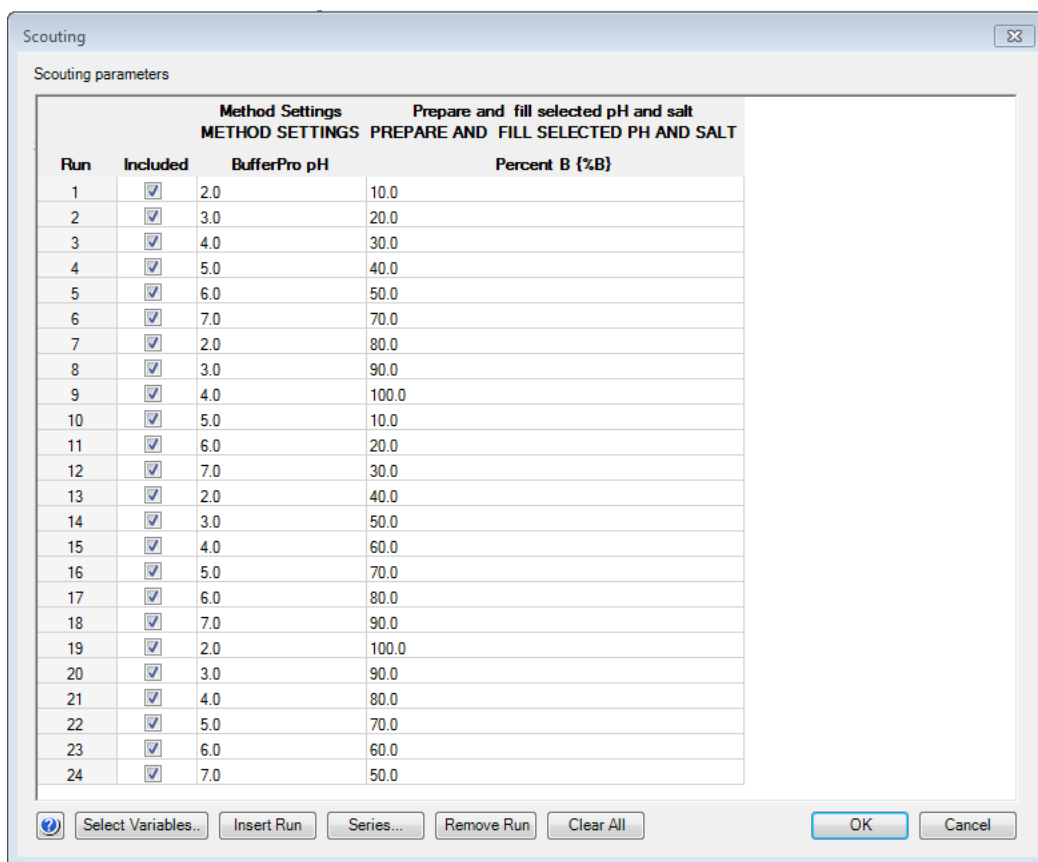 Scouting
Scouting parameters
Method Settings Prepare and fill selected pH and salt
METHOD SETTINGS PREPARE AND FILL SELECTED PH AND SALT
Run Included BufferPro pH Percent B {%B}
1 2.0 10.0
2 3.0 20.0
3 4.0 30.0
4 5.0 40.0
5 6.0 50.0
6 7.0 70.0
7 2.0 80.0
8 3.0 90.0
9 4.0 100.0
10 5.0 10.0
11 6.0 20.0
12 7.0 30.0
13 2.0 40.0
14 3.0 50.0
15 4.0 60.0
16 5.0 70.0
17 6.0 80.0
18 7.0 90.0
19 2.0 100.0
20 3.0 90.0
21 4.0 80.0
22 5.0 70.0
23 6.0 60.0
24 7.0 50.0
? Select Variables.. Insert Run Series... Remove Run Clear All OK Cancel